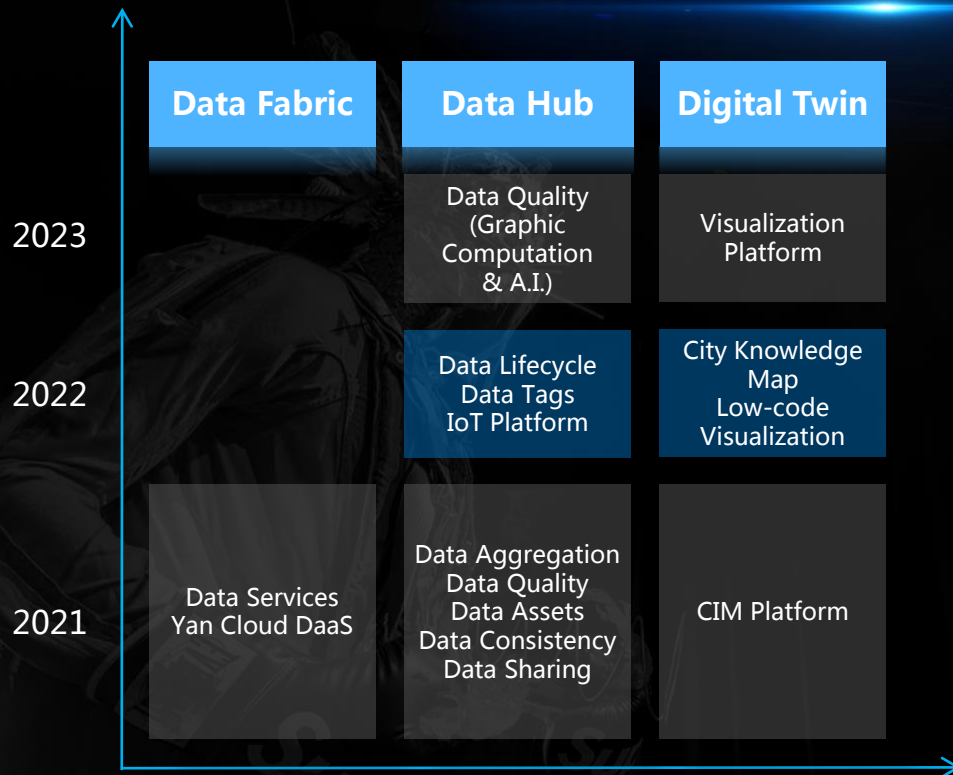 Data Fabric
Data Hub
Digital Twin
2023
Data Quality
(Graphic
Computation
& A.I.)
Visualization
Platform
2022
Data Lifecycle
Data Tags
IoT Platform
City Knowledge
Map
Low-code
Visualization
2021
Data Services
Yan Cloud DaaS
Data Aggregation
Data Quality
Data Assets
Data Consistency
Data Sharing
CIM Platform